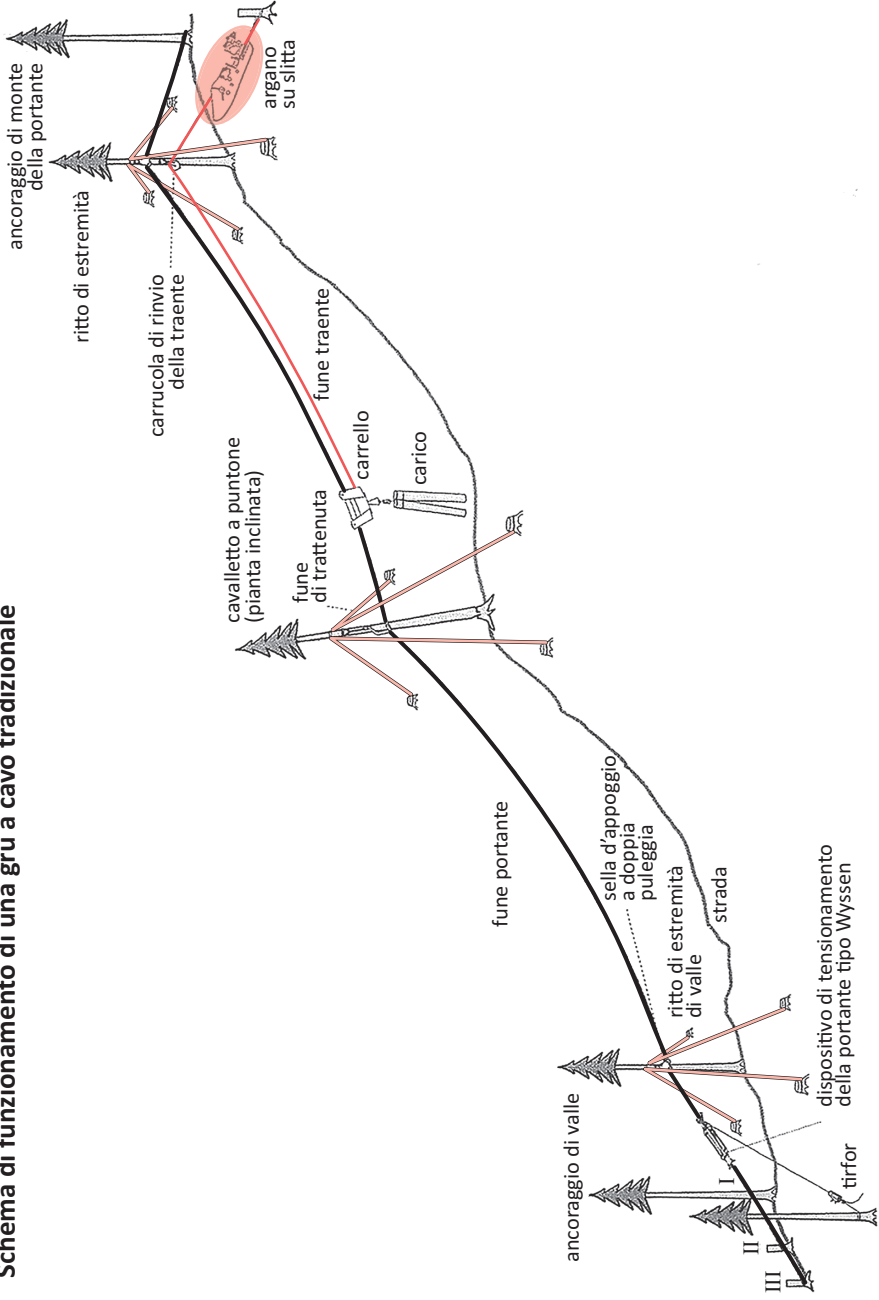 Schema di funzionamento di una gru a cavo tradizionale
ancoraggio di monte
della portante
ritto di estremità
argano
su slitta
carrucola di rinvio
della traente
fune traente
cavalletto a puntone
(pianta inclinata)
fune
di trattenuta
carrello
carico
fune portante
sella d'appoggio
a doppia
puleggia
ritto di estremità
di valle
strada
ancoraggio di valle
dispositivo di tensionamento
della portante tipo Wyssen
tirfor
I
II
III